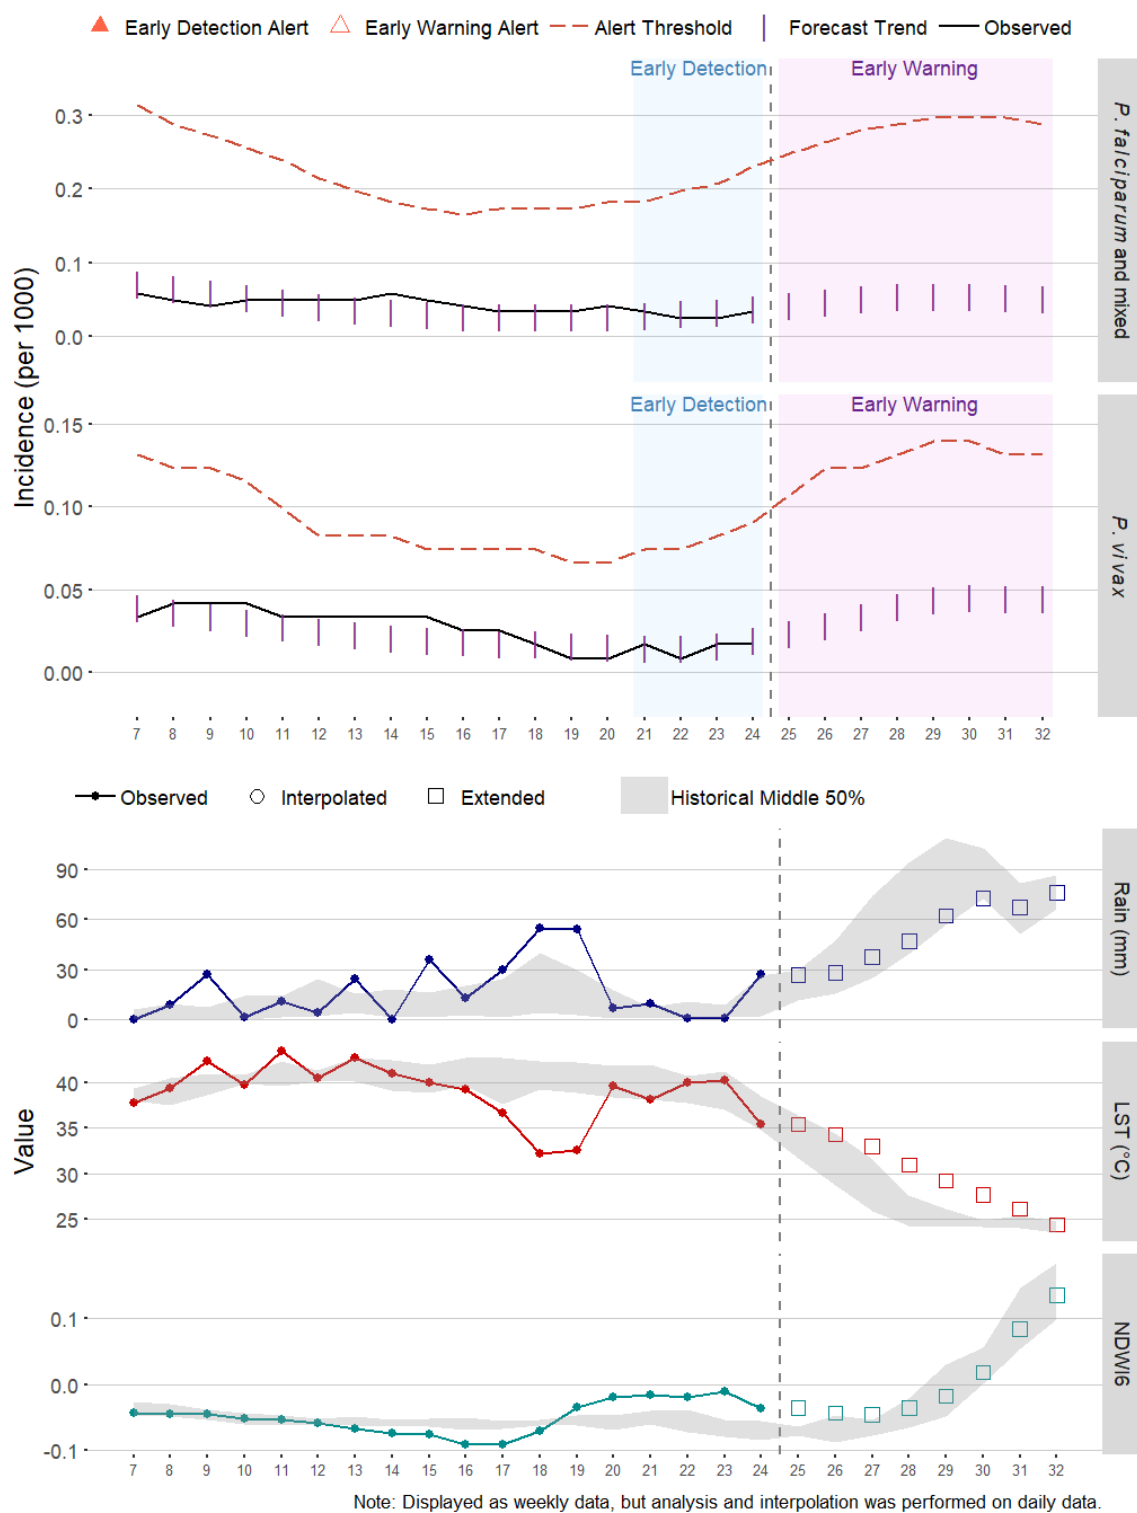 Early Detection Alert Early Warning Alert Alert Threshold Forecast Trend Observed
Early Detection Early Warning
0.3
0.2
0.1
0.0
P. falciparum and mixed
Incidence (per 1000)
Early Detection Early Warning
0.15
0.10
0.05
0.00
P. vivax
7 8 9 10 11 12 13 14 15 16 17 18 19 20 21 22 23 24 25 26 27 28 29 30 31 32
Observed Interpolated Extended Historical Middle 50%
90
60
30
0
Rain (mm)
Value
40
35
30
25
LST (°C)
0.1
0.0
-0.1
NDWI6
7 8 9 10 11 12 13 14 15 16 17 18 19 20 21 22 23 24 25 26 27 28 29 30 31 32
Note: Displayed as weekly data, but analysis and interpolation was performed on daily data.